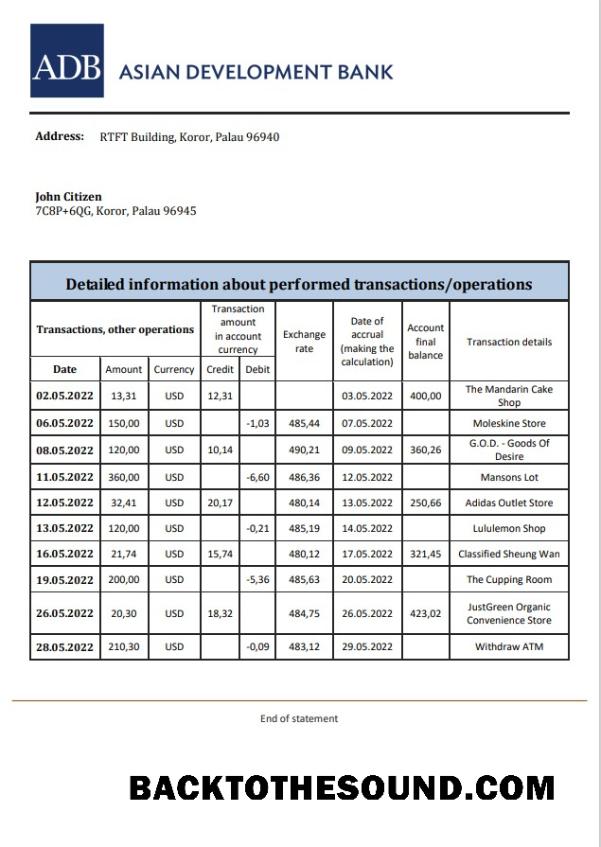 ADB ASIAN DEVELOPMENT BANK
Address: RTFT Building, Koror, Palau 96940
John Citizen
7C8P+6QG, Koror, Palau 96945
Detailed information about performed transactions/operations
Transactions, other operations
Transaction
amount
in account
currency
Exchange
rate
Date of
accrual
(making the
calculation)
Account
final
balance
Transaction details
Date Amount Currency Credit Debit
02.05.2022 13,31 USD 12,31 03.05.2022 400,00 The Mandarin Cake
Shop
06.05.2022 150,00 USD -1,03 485,44 07.05.2022 Moleskine Store
08.05.2022 120,00 USD 10,14 490,21 09.05.2022 360,26 G.O.D. - Goods Of
Desire
11.05.2022 360,00 USD -6,60 486,36 12.05.2022 Mansons Lot
12.05.2022 32,41 USD 20,17 480,14 13.05.2022 250,66 Adidas Outlet Store
13.05.2022 120,00 USD -0,21 485,19 14.05.2022 Lululemon Shop
16.05.2022 21,74 USD 15,74 480,12 17.05.2022 321,45 Classified Sheung Wan
19.05.2022 200,00 USD -5,36 485,63 20.05.2022 The Cupping Room
26.05.2022 20,30 USD 18,32 484,75 26.05.2022 423,02 JustGreen Organic
Convenience Store
28.05.2022 210,30 USD -0,09 483,12 29.05.2022 Withdraw ATM
End of statement
BACKTOTHESOUND.COM